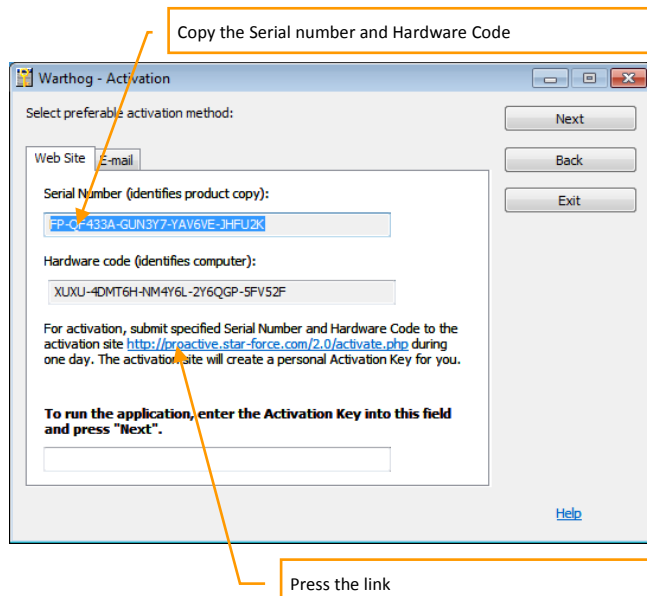 Copy the Serial number and Hardware Code
Warthog - Activation
Select preferable activation method:
Next
Web Site
E-mail
Back
Serial Number (identifies product copy):
Exit
FP-QF433A-GUN3Y7-YAV6VE-JHFU2K
Hardware code (identifies computer):
XUXU-4DMT6H-NM4Y6L-2Y6QGP-5FV52F
For activation, submit specified Serial Number and Hardware Code to the
activation site http://proactive.star-force.com/2.0/activate.php during
one day. The activation site will create a personal Activation Key for you.
To run the application, enter the Activation Key into this field
and press "Next".
Help
Press the link